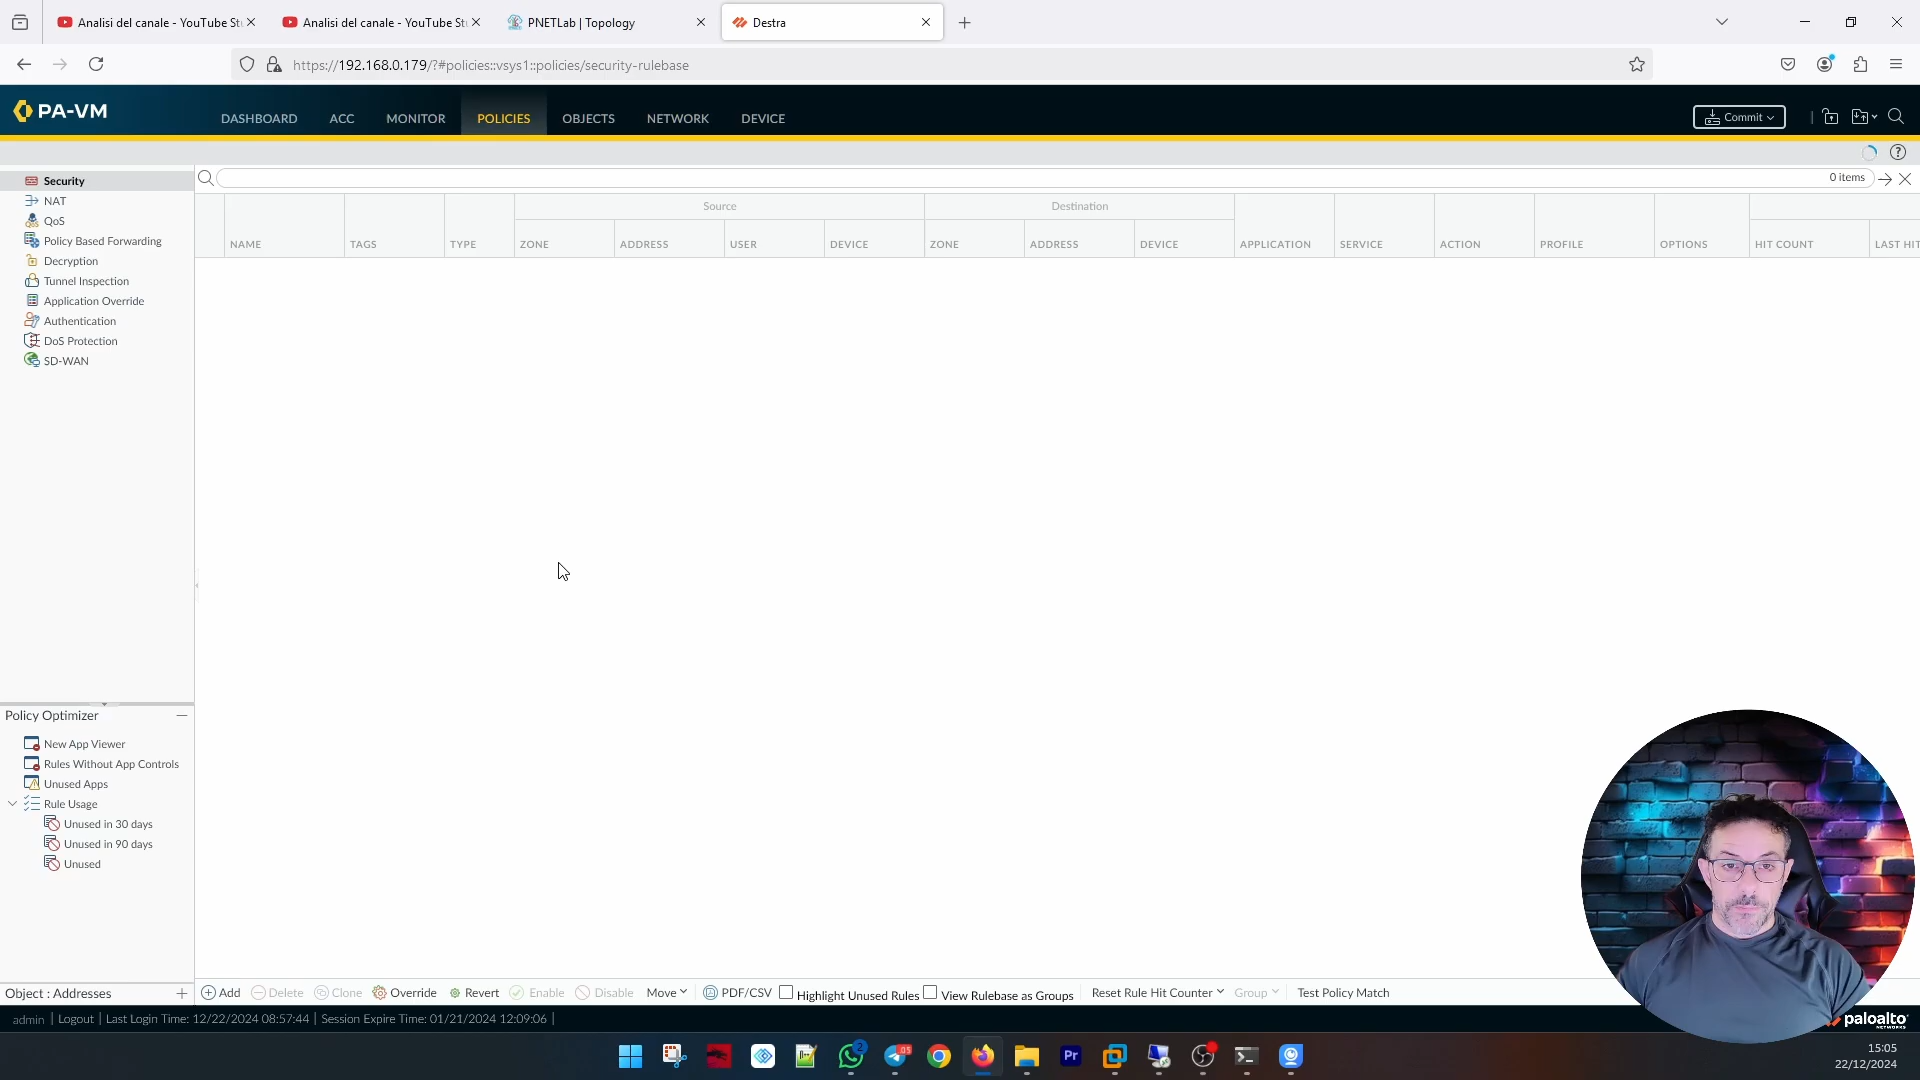 Analisi del canale - YouTube St
Analisi del canale - YouTube St
PNETLab | Topology
Destra
https://192.168.0.179/?#policies::vsys1::policies/security-rulebase
PA-VM
DASHBOARD
ACC
MONITOR
POLICIES
OBJECTS
NETWORK
DEVICE
Commit
Security
NAT
QoS
Policy Based Forwarding
Decryption
Tunnel Inspection
Application Override
Authentication
DoS Protection
SD-WAN
0 items
Source
Destination
NAME
TAGS
TYPE
ZONE
ADDRESS
USER
DEVICE
ZONE
ADDRESS
DEVICE
APPLICATION
SERVICE
ACTION
PROFILE
OPTIONS
HIT COUNT
LAST HIT
Policy Optimizer
New App Viewer
Rules Without App Controls
Unused Apps
Rule Usage
Unused in 30 days
Unused in 90 days
Unused
Object : Addresses
Add
Delete
Clone
Override
Revert
Enable
Disable
Move
PDF/CSV
Highlight Unused Rules
View Rulebase as Groups
Reset Rule Hit Counter
Group
Test Policy Match
admin | Logout | Last Login Time: 12/22/2024 08:57:44 | Session Expire Time: 01/21/2024 12:09:06 |
paloalto
NETWORKS
2
05
Pr
15:05
22/12/2024